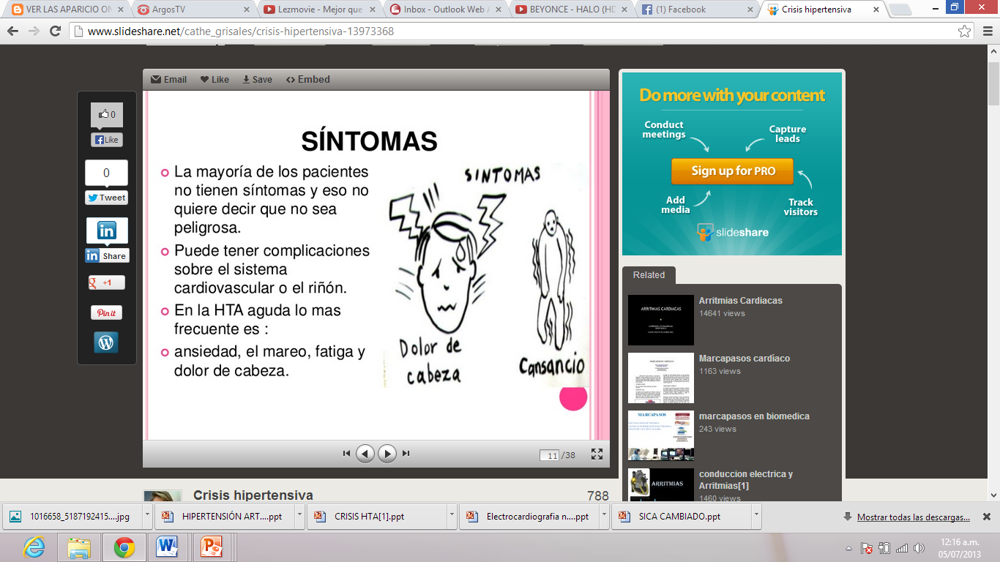 VER LAS APARICIO ON
ArgosTV
Lezmovie - Mejor que
Inbox - Outlook Web A
BEYONCE - HALO (HD
(1) Facebook
Crisis hipertensiva
www.slideshare.net/cathe_grisales/crisis-hipertensiva-13973368
Email
Like
Save
Embed
0
Like
0
Tweet
in
in Share
g +1
Pin it
SÍNTOMAS
La mayoría de los pacientes
no tienen síntomas y eso no
quiere decir que no sea
peligrosa.
Puede tener complicaciones
sobre el sistema
cardiovascular o el riñón.
En la HTA aguda lo mas
frecuente es :
ansiedad, el mareo, fatiga y
dolor de cabeza.
SINTOMAS
Dolor de
cabeza
Cansancio
11 /38
Crisis hipertensiva
788
Do more with your content
Conduct
meetings
Capture
leads
Sign up for PRO
Add
media
Track
visitors
slideshare
Related
ARRITMIAS CARDIACAS
Arritmias Cardiacas
14641 views
Marcapasos cardíaco
1163 views
MARCAPASOS
marcapasos en biomedica
243 views
ARRITMIAS
conduccion electrica y
Arritmias[1]
1460 views
1016658_5187192415....jpg
HIPERTENSIÓN ART....ppt
CRISIS HTA[1].ppt
Electrocardiografia n....ppt
SICA CAMBIADO.ppt
Mostrar todas las descargas...
12:16 a.m.
05/07/2013